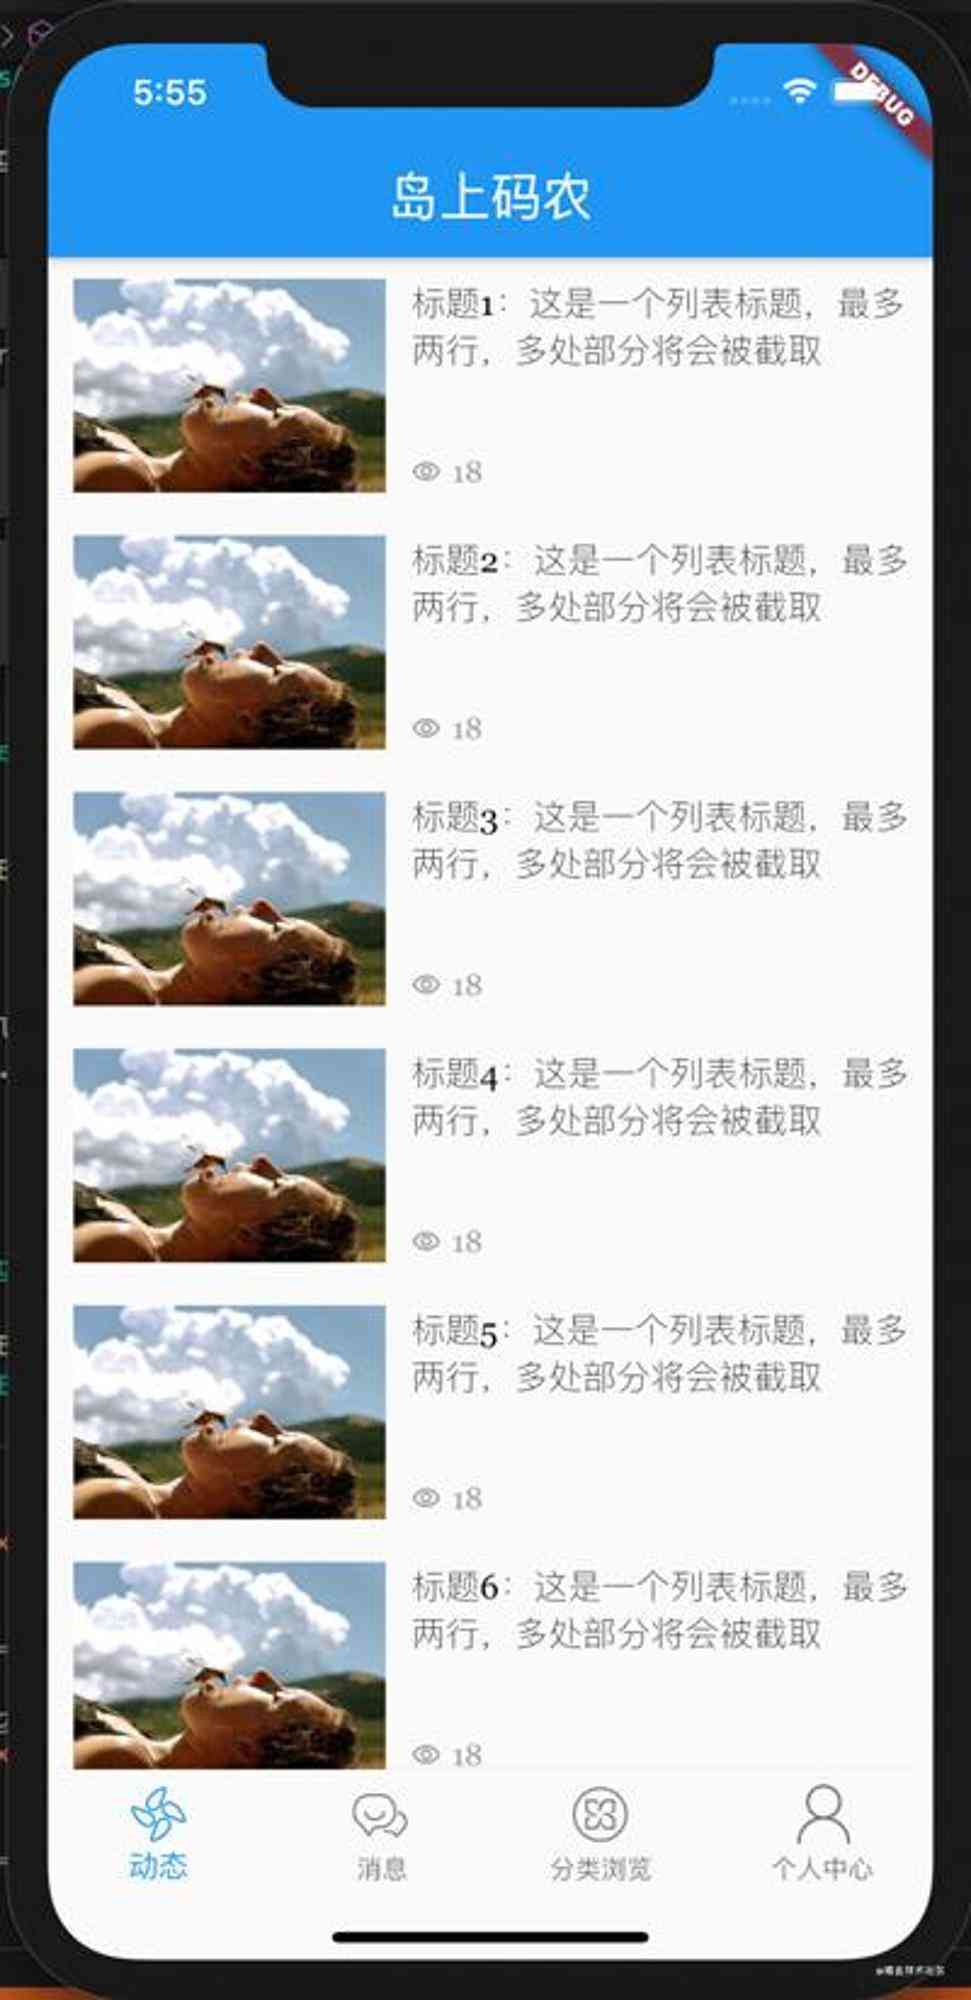 5:55
DEBUG
岛上码农
标题1：这是一个列表标题，最多
两行，多处部分将会被截取
18
标题2：这是一个列表标题，最多
两行，多处部分将会被截取
18
标题3：这是一个列表标题，最多
两行，多处部分将会被截取
18
标题4：这是一个列表标题，最多
两行，多处部分将会被截取
18
标题5：这是一个列表标题，最多
两行，多处部分将会被截取
18
标题6：这是一个列表标题，最多
两行，多处部分将会被截取
18
动态
消息
分类浏览
个人中心